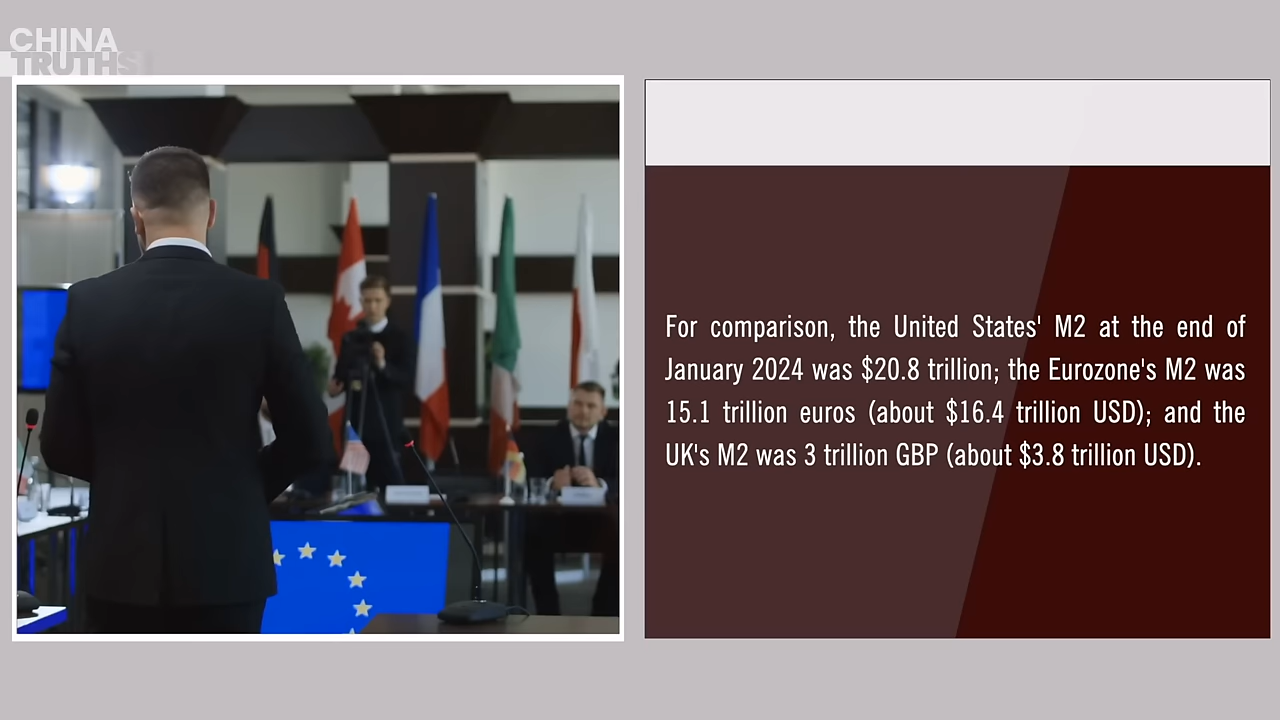 CHINA
TRUTHS
For comparison, the United States' M2 at the end of
January 2024 was $20.8 trillion; the Eurozone's M2 was
15.1 trillion euros (about $16.4 trillion USD); and the
UK's M2 was 3 trillion GBP (about $3.8 trillion USD).